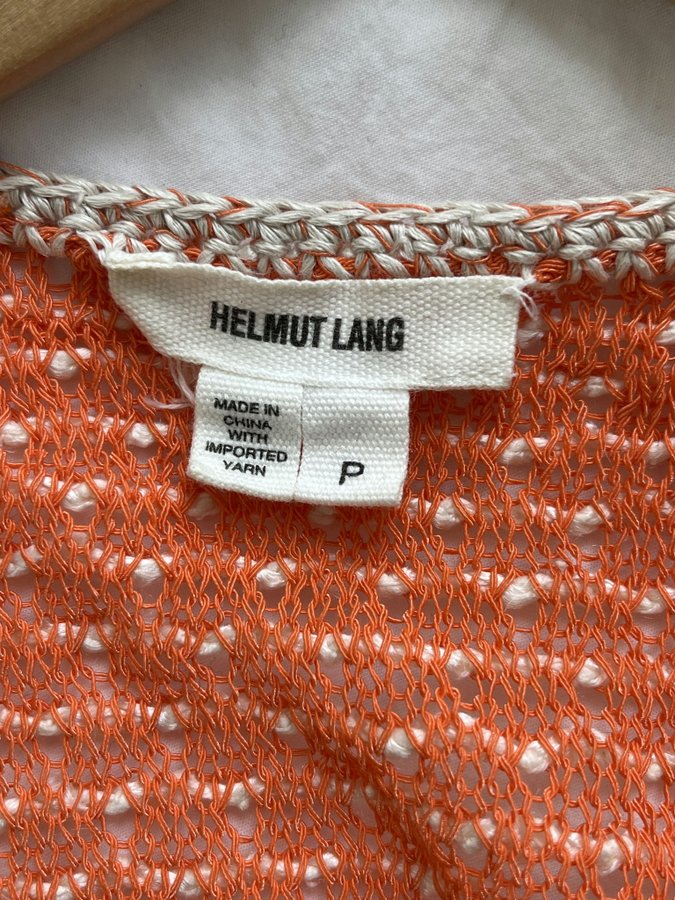 HELMUT LANG
MADE IN
CHINA
WITH
IMPORTED
YARN
P